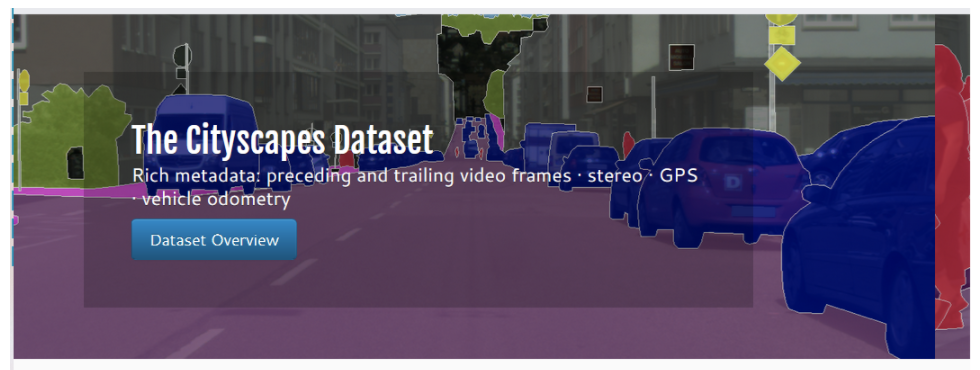 The Cityscapes Dataset
Rich metadata: preceding and trailing video frames · stereo · GPS
· vehicle odometry
Dataset Overview
D